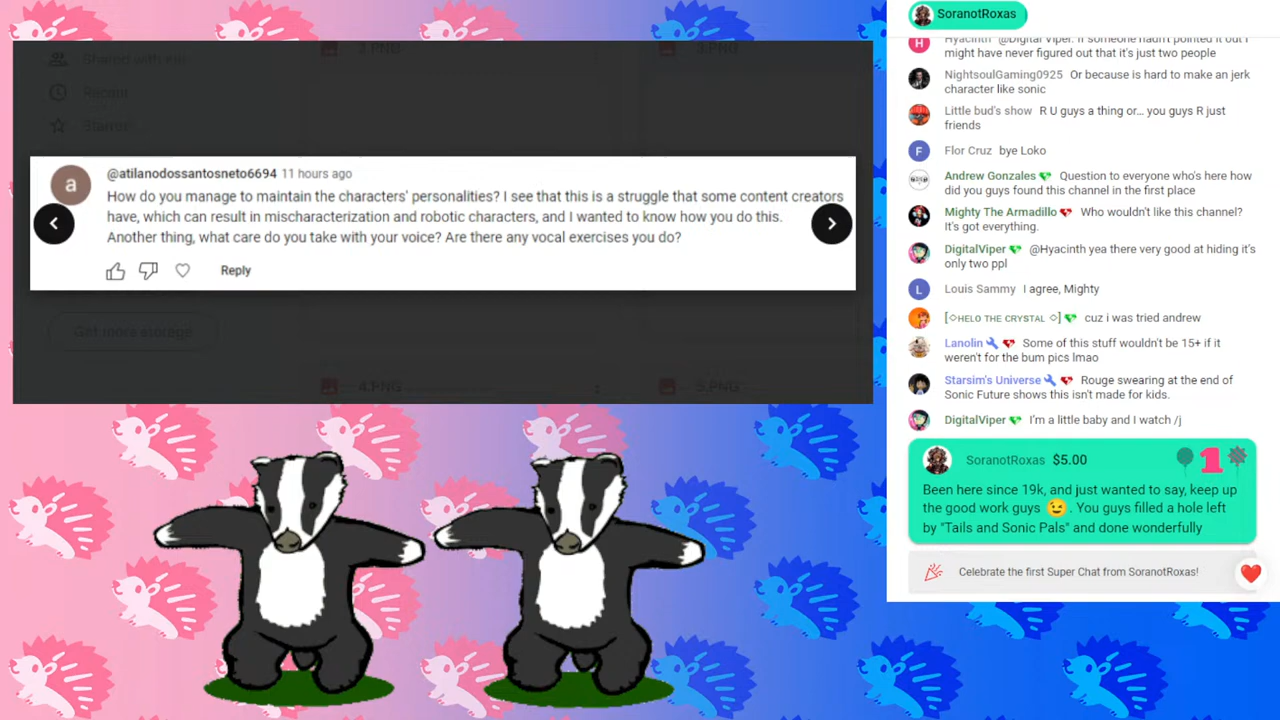 2.PNG
3.PNG
Shared with me
Recent
Starred
@atilanodossantosneto6694 11 hours ago
How do you manage to maintain the characters' personalities? I see that this is a struggle that some content creators
have, which can result in mischaracterization and robotic characters, and I wanted to know how you do this.
Another thing, what care do you take with your voice? Are there any vocal exercises you do?
Reply
Get more storage
4.PNG
5.PNG
SoranotRoxas
Hyacinth @Digital Viper. If someone hadn't pointed it out I
might have never figured out that it's just two people
NightsoulGaming0925 Or because is hard to make an jerk
character like sonic
Little bud's show R U guys a thing or... you guys R just
friends
Flor Cruz bye Loko
Andrew Gonzales Question to everyone who's here how
did you guys found this channel in the first place
Mighty The Armadillo Who wouldn't like this channel?
It's got everything.
DigitalViper @Hyacinth yea there very good at hiding it's
only two ppl
Louis Sammy I agree, Mighty
[◇HELO THE CRYSTAL ◇] cuz i was tried andrew
Lanolin Some of this stuff wouldn't be 15+ if it
weren't for the bum pics lmao
Starsim's Universe Rouge swearing at the end of
Sonic Future shows this isn't made for kids.
DigitalViper I'm a little baby and I watch /j
SoranotRoxas $5.00 1
Been here since 19k, and just wanted to say, keep up
the good work guys 😉. You guys filled a hole left
by "Tails and Sonic Pals" and done wonderfully
Celebrate the first Super Chat from SoranotRoxas!